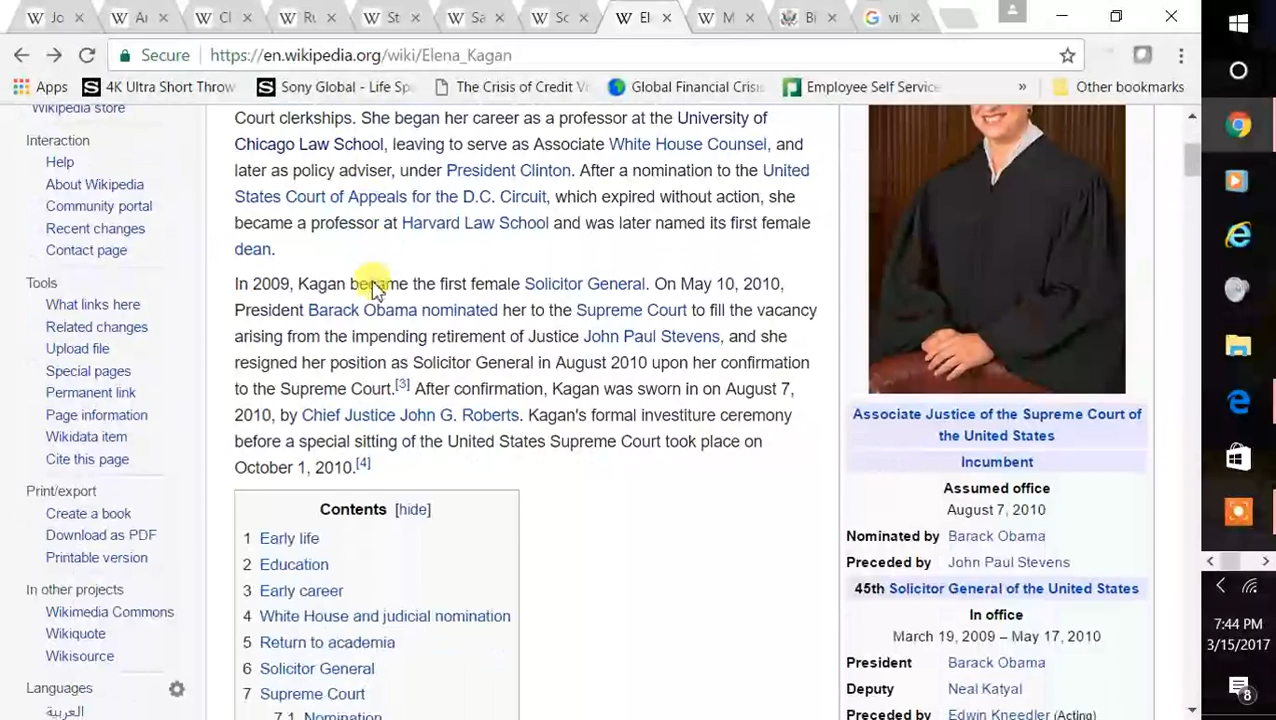 Jo
Ar
Cl
Ru
St
Sa
Sc
El
M
Bi
vi
Secure
https://en.wikipedia.org/wiki/Elena_Kagan
Apps
4K Ultra Short Throw
Sony Global - Life Sp
The Crisis of Credit V
Global Financial Crisi
Employee Self Service
»
Other bookmarks
Wikipedia store
Interaction
Help
About Wikipedia
Community portal
Recent changes
Contact page
Tools
What links here
Related changes
Upload file
Special pages
Permanent link
Page information
Wikidata item
Cite this page
Print/export
Create a book
Download as PDF
Printable version
In other projects
Wikimedia Commons
Wikiquote
Wikisource
Languages
العربية
Court clerkships. She began her career as a professor at the University of
Chicago Law School, leaving to serve as Associate White House Counsel, and
later as policy adviser, under President Clinton. After a nomination to the United
States Court of Appeals for the D.C. Circuit, which expired without action, she
became a professor at Harvard Law School and was later named its first female
dean.
In 2009, Kagan became the first female Solicitor General. On May 10, 2010,
President Barack Obama nominated her to the Supreme Court to fill the vacancy
arising from the impending retirement of Justice John Paul Stevens, and she
resigned her position as Solicitor General in August 2010 upon her confirmation
to the Supreme Court.[3] After confirmation, Kagan was sworn in on August 7,
2010, by Chief Justice John G. Roberts. Kagan's formal investiture ceremony
before a special sitting of the United States Supreme Court took place on
October 1, 2010.[4]
Contents [hide]
1 Early life
2 Education
3 Early career
4 White House and judicial nomination
5 Return to academia
6 Solicitor General
7 Supreme Court
7.1 Nomination
Associate Justice of the Supreme Court of
the United States
Incumbent
Assumed office
August 7, 2010
Nominated by Barack Obama
Preceded by John Paul Stevens
45th Solicitor General of the United States
In office
March 19, 2009 – May 17, 2010
President Barack Obama
Deputy Neal Katyal
Preceded by Edwin Kneedler (Acting)
7:44 PM
3/15/2017
8